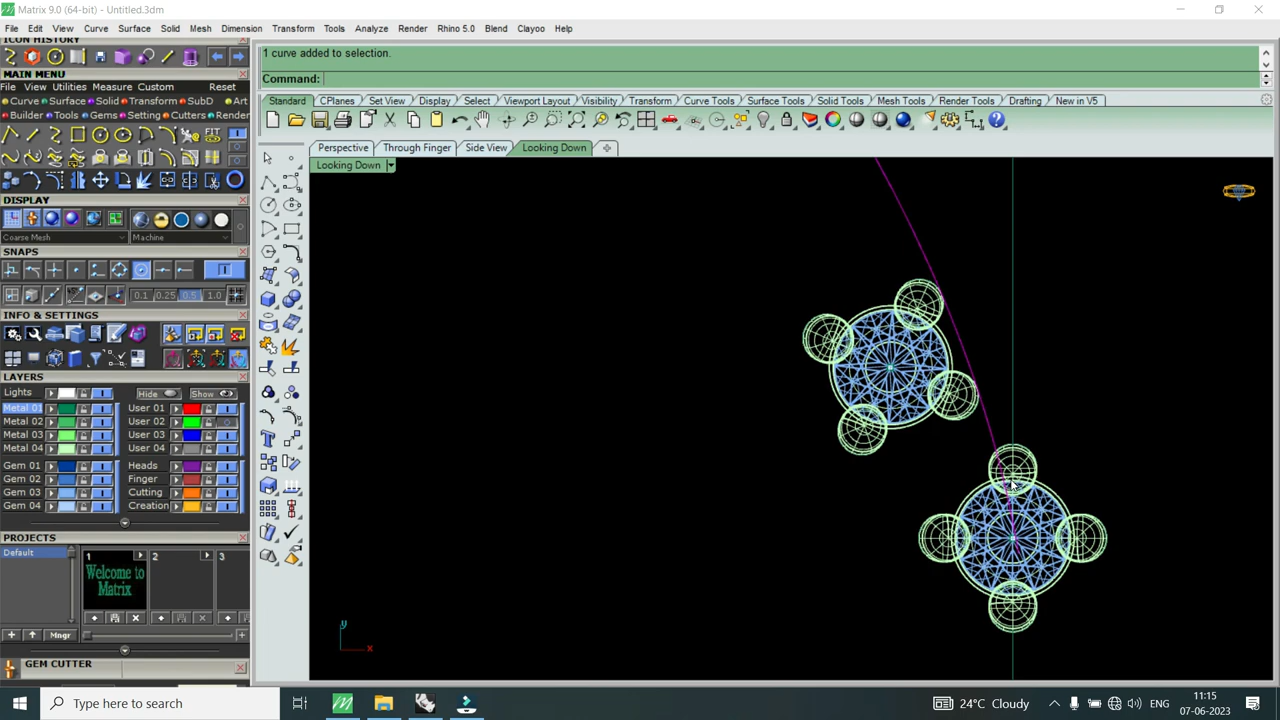 Matrix 9.0 (64-bit) - Untitled.3dm
File Edit View Curve Surface Solid Mesh Dimension Transform Tools Analyze Render Rhino 5.0 Blend Clayoo Help
ICON HISTORY
1 curve added to selection.
Command:
MAIN MENU
File View Utilities Measure Custom Reset
Curve Surface Solid Transform SubD Art
Builder Tools Gems Setting Cutters Render
Standard CPlanes Set View Display Select Viewport Layout Visibility Transform Curve Tools Surface Tools Solid Tools Mesh Tools Render Tools Drafting New in V5
FIT
Perspective Through Finger Side View Looking Down
Looking Down
DISPLAY
Coarse Mesh Machine
SNAPS
0.1 0.25 0.5 1.0
INFO & SETTINGS
LAYERS
Lights Hide Show
Metal 01 User 01
Metal 02 User 02
Metal 03 User 03
Metal 04 User 04
Gem 01 Heads
Gem 02 Finger
Gem 03 Cutting
Gem 04 Creation
PROJECTS
Default 1 2 3
Welcome to Matrix
Mngr
GEM CUTTER
y
x
Type here to search
24°C Cloudy
ENG
11:15
07-06-2023